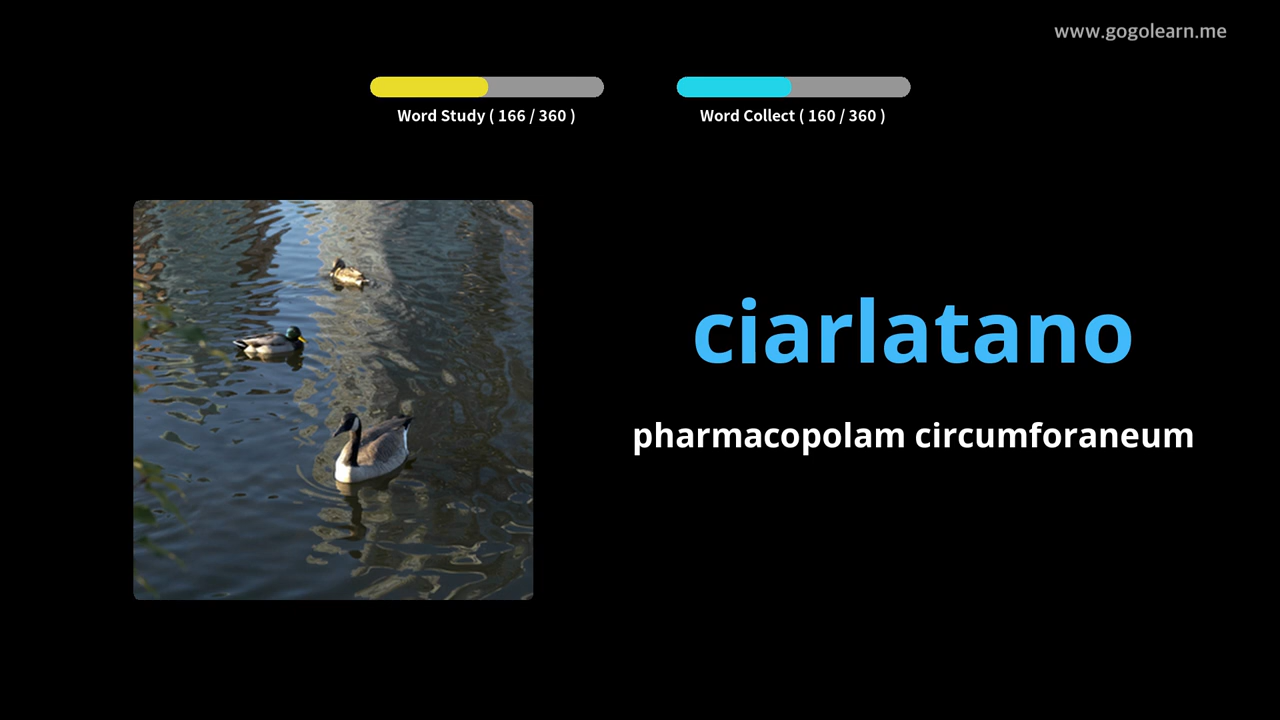 www.gogolearn.me
Word Study ( 166 / 360 )
Word Collect ( 160 / 360 )
ciarlatano
pharmacopolam circumforaneum